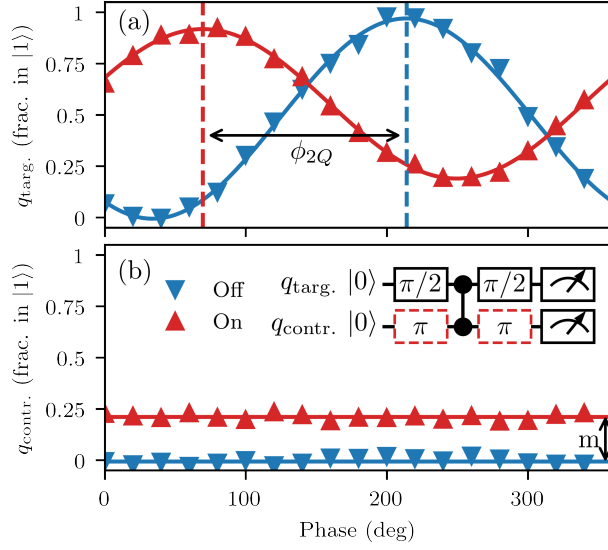 (a)
q_targ. (frac. in |1⟩)
1
0.75
0.5
0.25
0
ϕ_2Q
(b)
q_contr. (frac. in |1⟩)
1
0.75
0.5
0.25
0
Off
On
q_targ. |0⟩ π/2 π/2
q_contr. |0⟩ π π
m
0 100 200 300
Phase (deg)